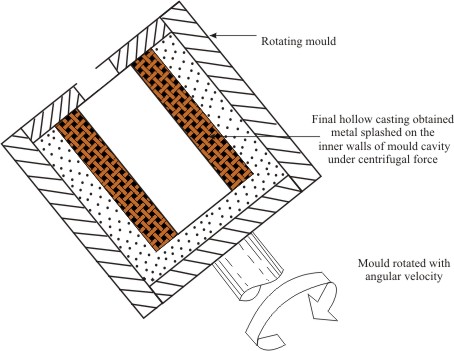 Rotating mould
Final hollow casting obtained
metal splashed on the
inner walls of mould cavity
under centrifugal force
Mould rotated with
angular velocity